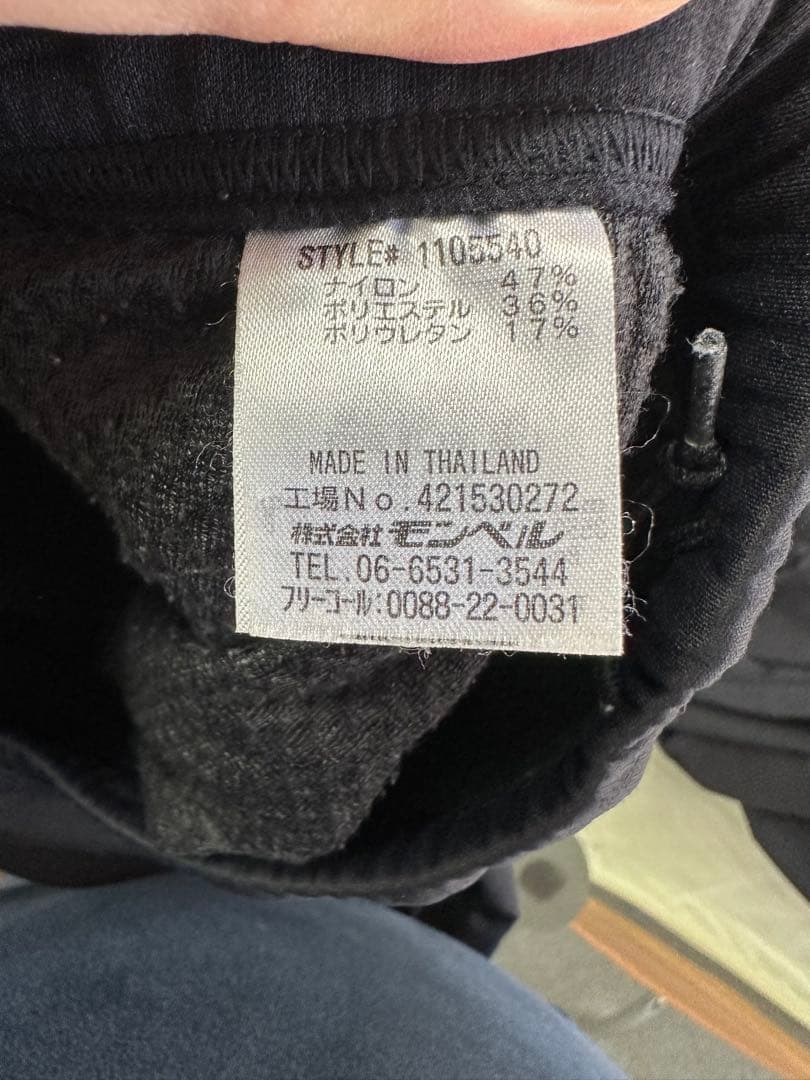 STYLE# 1105540
ナイロン 47%
ポリエステル 36%
ポリウレタン 17%
MADE IN THAILAND
工場No.421530272
株式会社モンベル
TEL.06-6531-3544
フリーコール:0088-22-0031